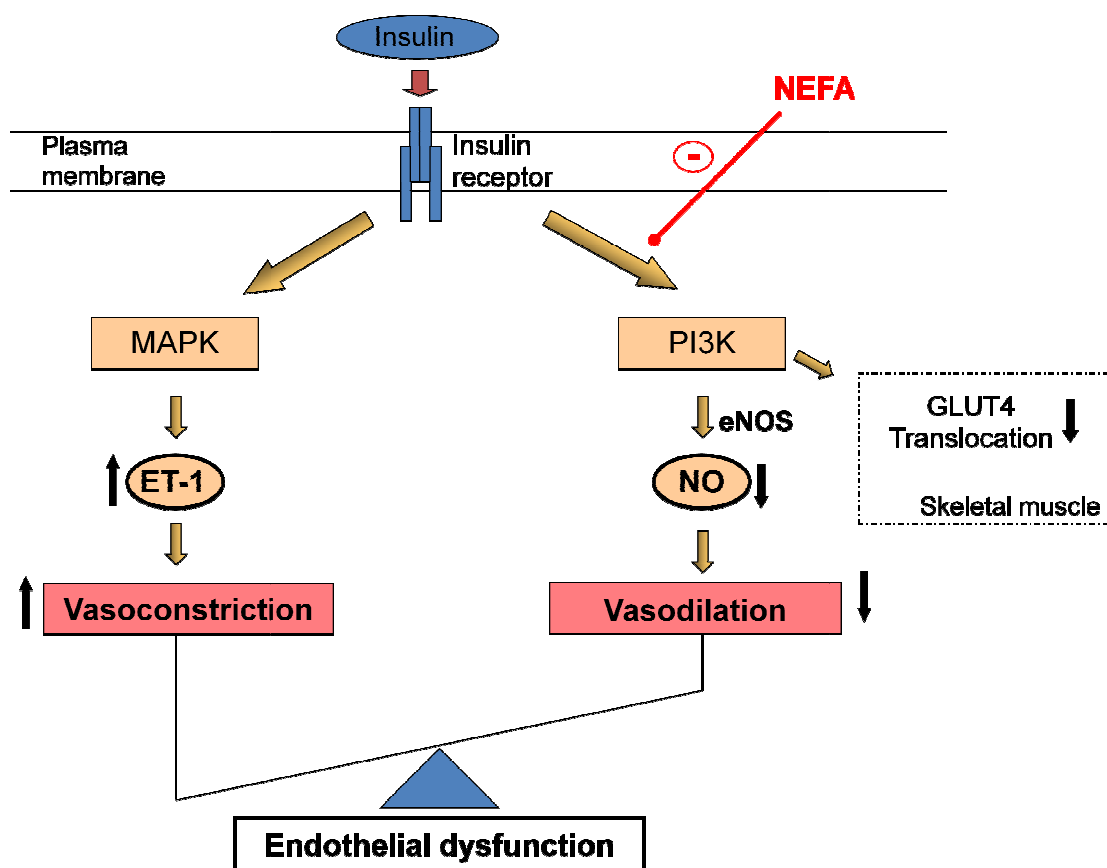 Insulin
NEFA
-
Plasma
membrane
Insulin
receptor
MAPK
PI3K
eNOS
GLUT4
Translocation
Skeletal muscle
ET-1
NO
Vasoconstriction
Vasodilation
Endothelial dysfunction